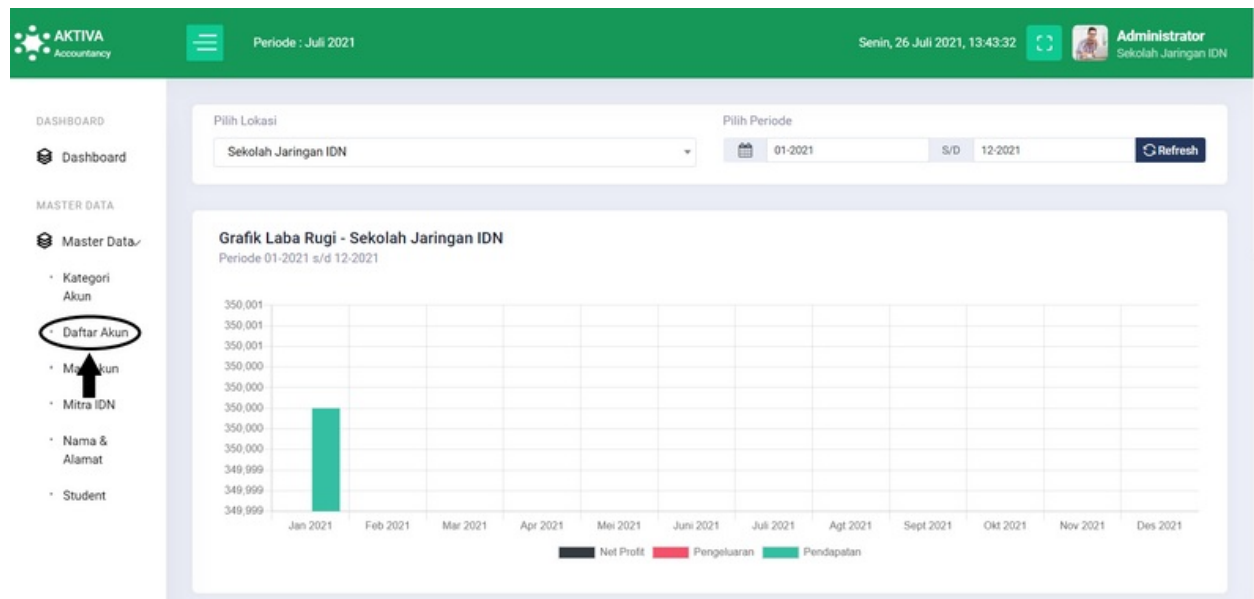 AKTIVA
Accountancy
Periode : Juli 2021
Senin, 26 Juli 2021, 13:43:32
Administrator
Sekolah Jaringan IDN
DASHBOARD
Dashboard
MASTER DATA
Master Data
Kategori
Akun
Daftar Akun
Mitra IDN
Nama &
Alamat
Student
Pilih Lokasi
Sekolah Jaringan IDN
Pilih Periode
01-2021
S/D
12-2021
Refresh
Grafik Laba Rugi - Sekolah Jaringan IDN
Periode 01-2021 s/d 12-2021
350,001
350,001
350,001
350,000
350,000
350,000
350,000
350,000
349,999
349,999
349,999
Jan 2021 Feb 2021 Mar 2021 Apr 2021 Mei 2021 Juni 2021 Juli 2021 Agt 2021 Sept 2021 Okt 2021 Nov 2021 Des 2021
Net Profit Pengeluaran Pendapatan